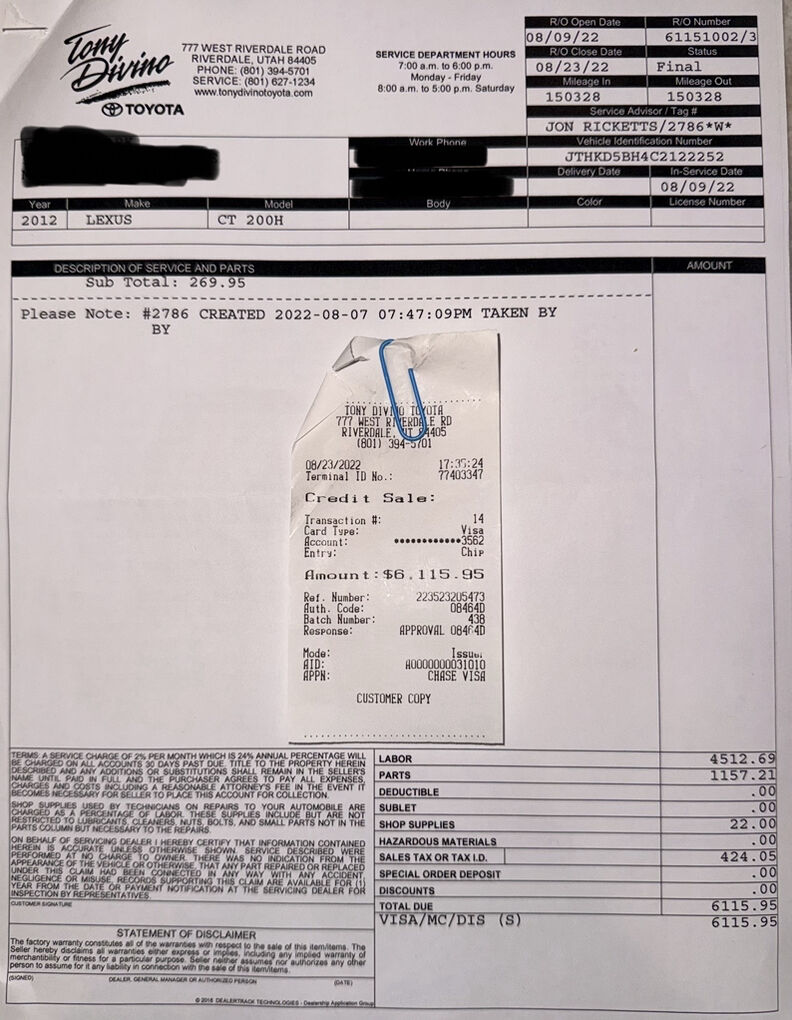 Tony Divino
TOYOTA
777 WEST RIVERDALE ROAD
RIVERDALE, UTAH 84405
PHONE: (801) 394-5701
SERVICE: (801) 627-1234
www.tonydivinotoyota.com
SERVICE DEPARTMENT HOURS
7:00 a.m. to 6:00 p.m.
Monday - Friday
8:00 a.m. to 5:00 p.m. Saturday
R/O Open Date R/O Number
08/09/22 61151002/3
R/O Close Date Status
08/23/22 Final
Mileage In Mileage Out
150328 150328
Service Advisor / Tag #
JON RICKETTS/2786*W*
Work Phone Vehicle Identification Number
JTHKD5BH4C2122252
Delivery Date In-Service Date
08/09/22
Year Make Model Body Color License Number
2012 LEXUS CT 200H
DESCRIPTION OF SERVICE AND PARTS AMOUNT
Sub Total: 269.95
Please Note: #2786 CREATED 2022-08-07 07:47:09PM TAKEN BY
BY
TONY DIVINO TOYOTA
777 WEST RIVERDALE RD
RIVERDALE, UT 84405
(801) 394-5701
08/23/2022 17:35:24
Terminal ID No.: 77403347
Credit Sale:
Transaction #: 14
Card Type: Visa
Account: ************3562
Entry: Chip
Amount: $6,115.95
Ref. Number: 223523205473
Auth. Code: 08464D
Batch Number: 438
Response: APPROVAL 08464D
Mode: Issuer
AID: A0000000031010
APPN: CHASE VISA
CUSTOMER COPY
TERMS: A SERVICE CHARGE OF 2% PER MONTH WHICH IS 24% ANNUAL PERCENTAGE WILL
BE CHARGED ON ALL ACCOUNTS 30 DAYS PAST DUE. TITLE TO THE PROPERTY HEREIN
DESCRIBED AND ANY ADDITIONS OR SUBSTITUTIONS SHALL REMAIN IN THE SELLER'S
NAME UNTIL PAID IN FULL AND THE PURCHASER AGREES TO PAY ALL EXPENSES,
CHARGES AND COSTS INCLUDING A REASONABLE ATTORNEY'S FEE IN THE EVENT IT
BECOMES NECESSARY FOR SELLER TO PLACE THIS ACCOUNT FOR COLLECTION.
SHOP SUPPLIES USED BY TECHNICIANS ON REPAIRS TO YOUR AUTOMOBILE ARE
CHARGED AS A PERCENTAGE OF LABOR. THESE SUPPLIES INCLUDE BUT ARE NOT
RESTRICTED TO LUBRICANTS, CLEANERS, NUTS, BOLTS, AND SMALL PARTS NOT IN THE
PARTS COLUMN BUT NECESSARY TO THE REPAIRS.
ON BEHALF OF SERVICING DEALER I HEREBY CERTIFY THAT INFORMATION CONTAINED
HEREIN IS ACCURATE UNLESS OTHERWISE SHOWN. SERVICE DESCRIBED WERE
PERFORMED AT NO CHARGE TO OWNER. THERE WAS NO INDICATION FROM THE
APPEARANCE OF THE VEHICLE OR OTHERWISE, THAT ANY PART REPAIRED OR REPLACED
UNDER THIS CLAIM HAD BEEN CONNECTED IN ANY WAY WITH ANY ACCIDENT,
NEGLIGENCE OR MISUSE. RECORDS SUPPORTING THIS CLAIM ARE AVAILABLE FOR (1)
YEAR FROM THE DATE OR PAYMENT NOTIFICATION AT THE SERVICING DEALER FOR
INSPECTION BY REPRESENTATIVES.
CUSTOMER SIGNATURE
STATEMENT OF DISCLAIMER
The factory warranty constitutes all of the warranties with respect to the sale of this item/items. The
Seller hereby disclaims all warranties either express or implies, including any implied warranty of
merchantibility or fitness for a particular purpose. Seller neither assumes nor authorizes any other
person to assume for it any liability in connection with the sale of this item/items.
(SIGNED) DEALER, GENERAL MANAGER OR AUTHORIZED PERSON (DATE)
© 2016 DEALERTRACK TECHNOLOGIES - Dealership Application Group
LABOR 4512.69
PARTS 1157.21
DEDUCTIBLE .00
SUBLET .00
SHOP SUPPLIES 22.00
HAZARDOUS MATERIALS .00
SALES TAX OR TAX I.D. 424.05
SPECIAL ORDER DEPOSIT .00
DISCOUNTS .00
TOTAL DUE 6115.95
VISA/MC/DIS (S) 6115.95